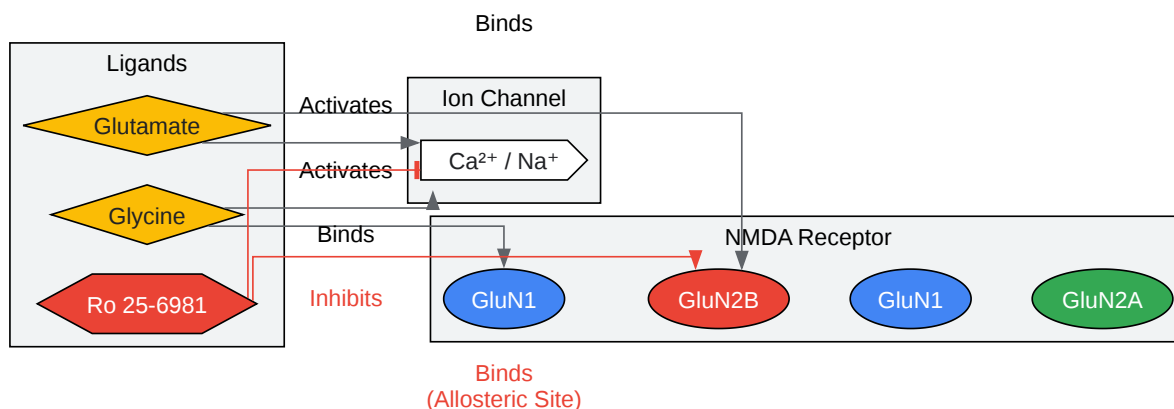 Binds
Ligands
Glutamate
Activates
Ion Channel
Ca²⁺ / Na⁺
Activates
Glycine
Binds
NMDA Receptor
Ro 25-6981
Inhibits
GluN1
GluN2B
GluN1
GluN2A
Binds
(Allosteric Site)